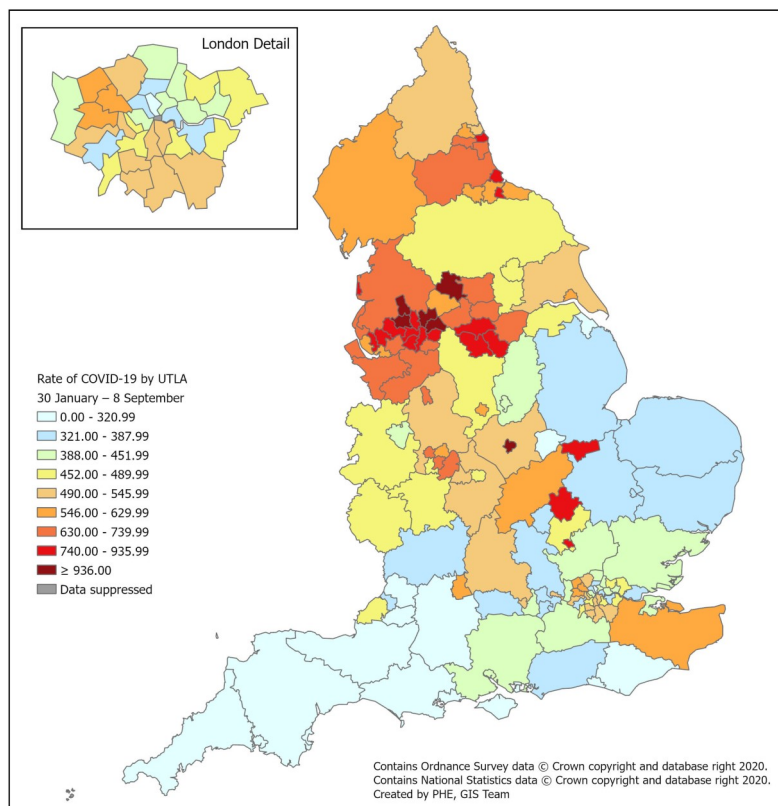 London Detail
Rate of COVID-19 by UTLA
30 January – 8 September
0.00 - 320.99
321.00 - 387.99
388.00 - 451.99
452.00 - 489.99
490.00 - 545.99
546.00 - 629.99
630.00 - 739.99
740.00 - 935.99
≥ 936.00
Data suppressed
Contains Ordnance Survey data © Crown copyright and database right 2020.
Contains National Statistics data © Crown copyright and database right 2020.
Created by PHE, GIS Team